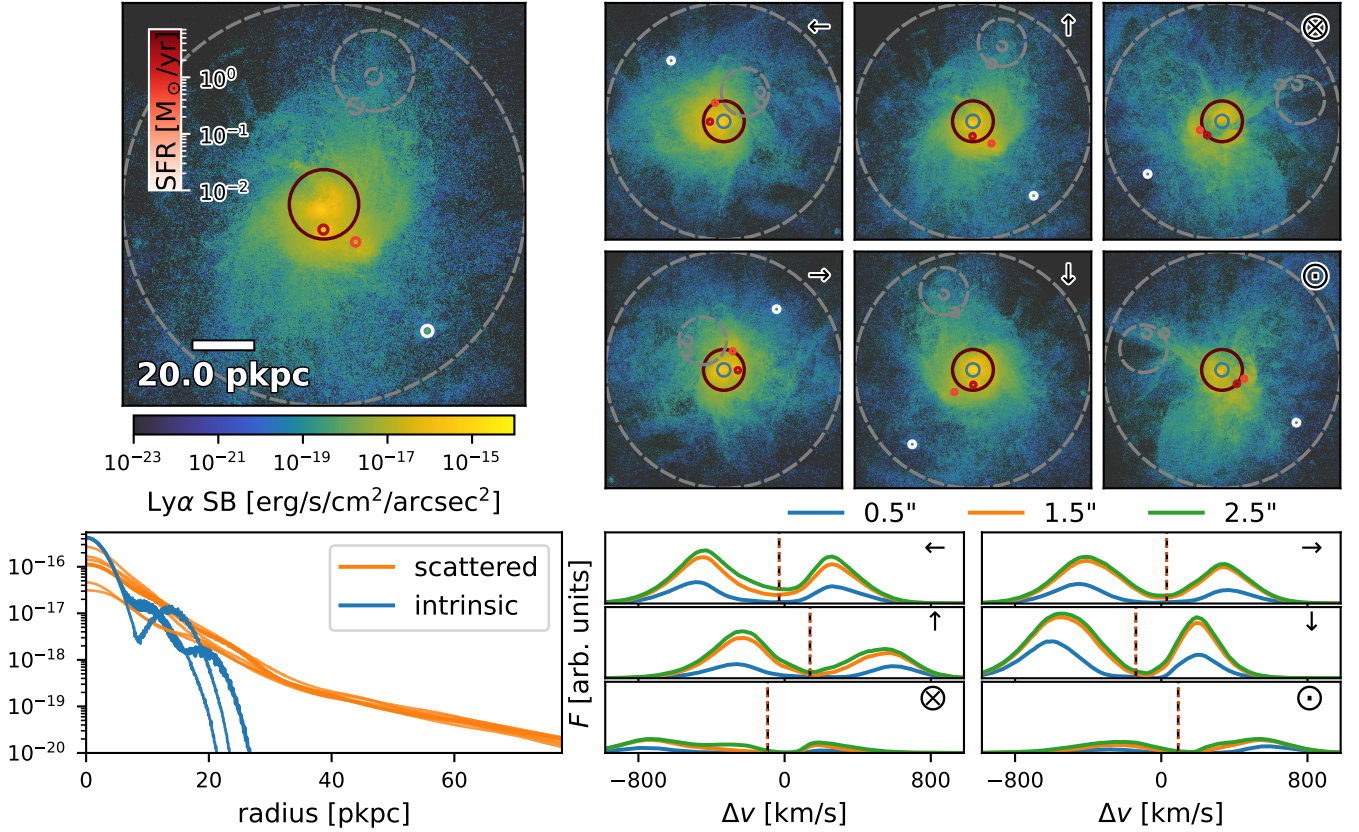 SFR [M⊙/yr]
10⁰
10⁻¹
10⁻²
20.0 pkpc
10⁻²³ 10⁻²¹ 10⁻¹⁹ 10⁻¹⁷ 10⁻¹⁵
Lyα SB [erg/s/cm²/arcsec²]
← ↑ ⊗
→ ↓ ⊙
0.5" 1.5" 2.5"
10⁻¹⁶
10⁻¹⁷
10⁻¹⁸
10⁻¹⁹
10⁻²⁰
scattered
intrinsic
0 20 40 60
radius [pkpc]
F [arb. units]
← →
↑ ↓
⊗ ⊙
−800 0 800 −800 0 800
Δv [km/s] Δv [km/s]